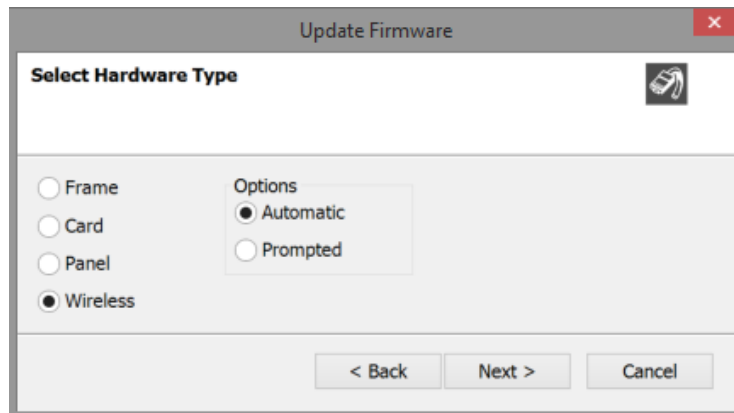 Update Firmware
Select Hardware Type
Frame
Card
Panel
Wireless
Options
Automatic
Prompted
< Back
Next >
Cancel